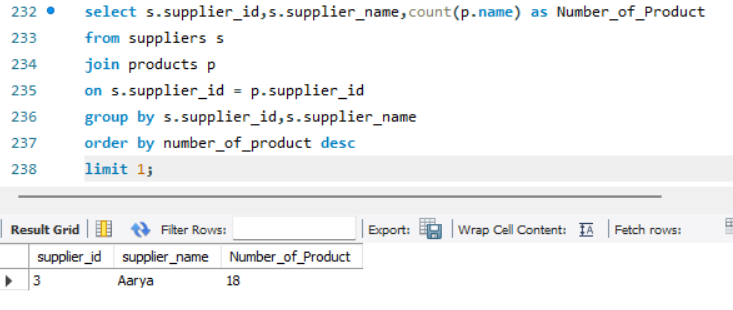 232 select s.supplier_id,s.supplier_name,count(p.name) as Number_of_Product
233 from suppliers s
234 join products p
235 on s.supplier_id = p.supplier_id
236 group by s.supplier_id,s.supplier_name
237 order by number_of_product desc
238 limit 1;
Result Grid Filter Rows: Export: Wrap Cell Content: IA Fetch rows:
supplier_id supplier_name Number_of_Product
3 Aarya 18